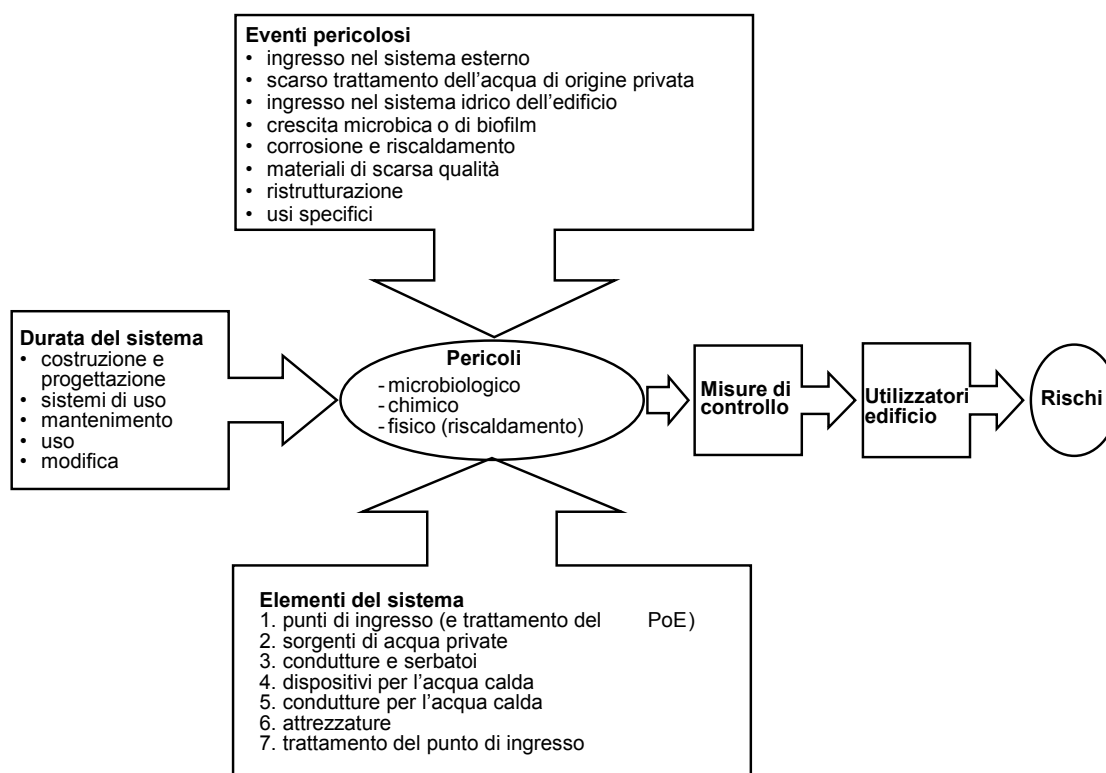 Eventi pericolosi
• ingresso nel sistema esterno
• scarso trattamento dell'acqua di origine privata
• ingresso nel sistema idrico dell'edificio
• crescita microbica o di biofilm
• corrosione e riscaldamento
• materiali di scarsa qualità
• ristrutturazione
• usi specifici
Durata del sistema
• costruzione e
progettazione
• sistemi di uso
• mantenimento
• uso
• modifica
Pericoli
- microbiologico
- chimico
- fisico (riscaldamento)
Misure di
controllo
Utilizzatori
edificio
Rischi
Elementi del sistema
1. punti di ingresso (e trattamento del PoE)
2. sorgenti di acqua private
3. condutture e serbatoi
4. dispositivi per l'acqua calda
5. condutture per l'acqua calda
6. attrezzature
7. trattamento del punto di ingresso